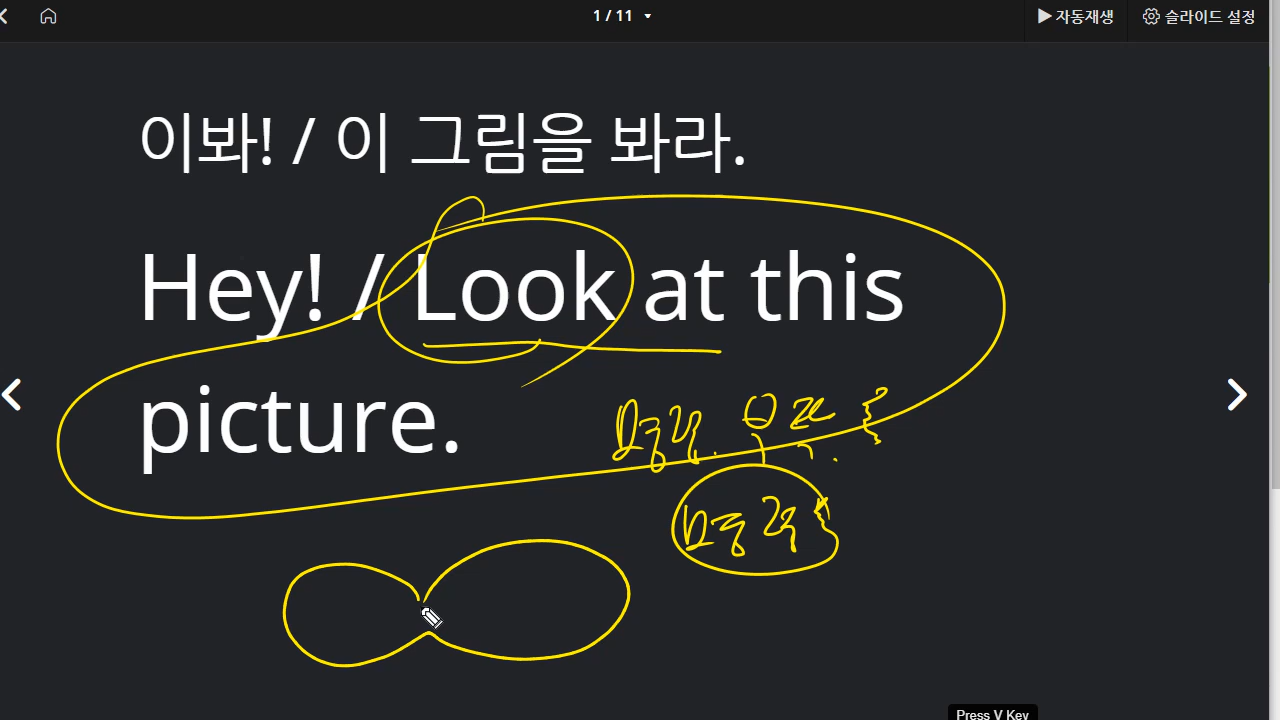 1 / 11
자동재생
슬라이드 설정
이봐! / 이 그림을 봐라.
Hey! / Look at this
picture.
Press V Key